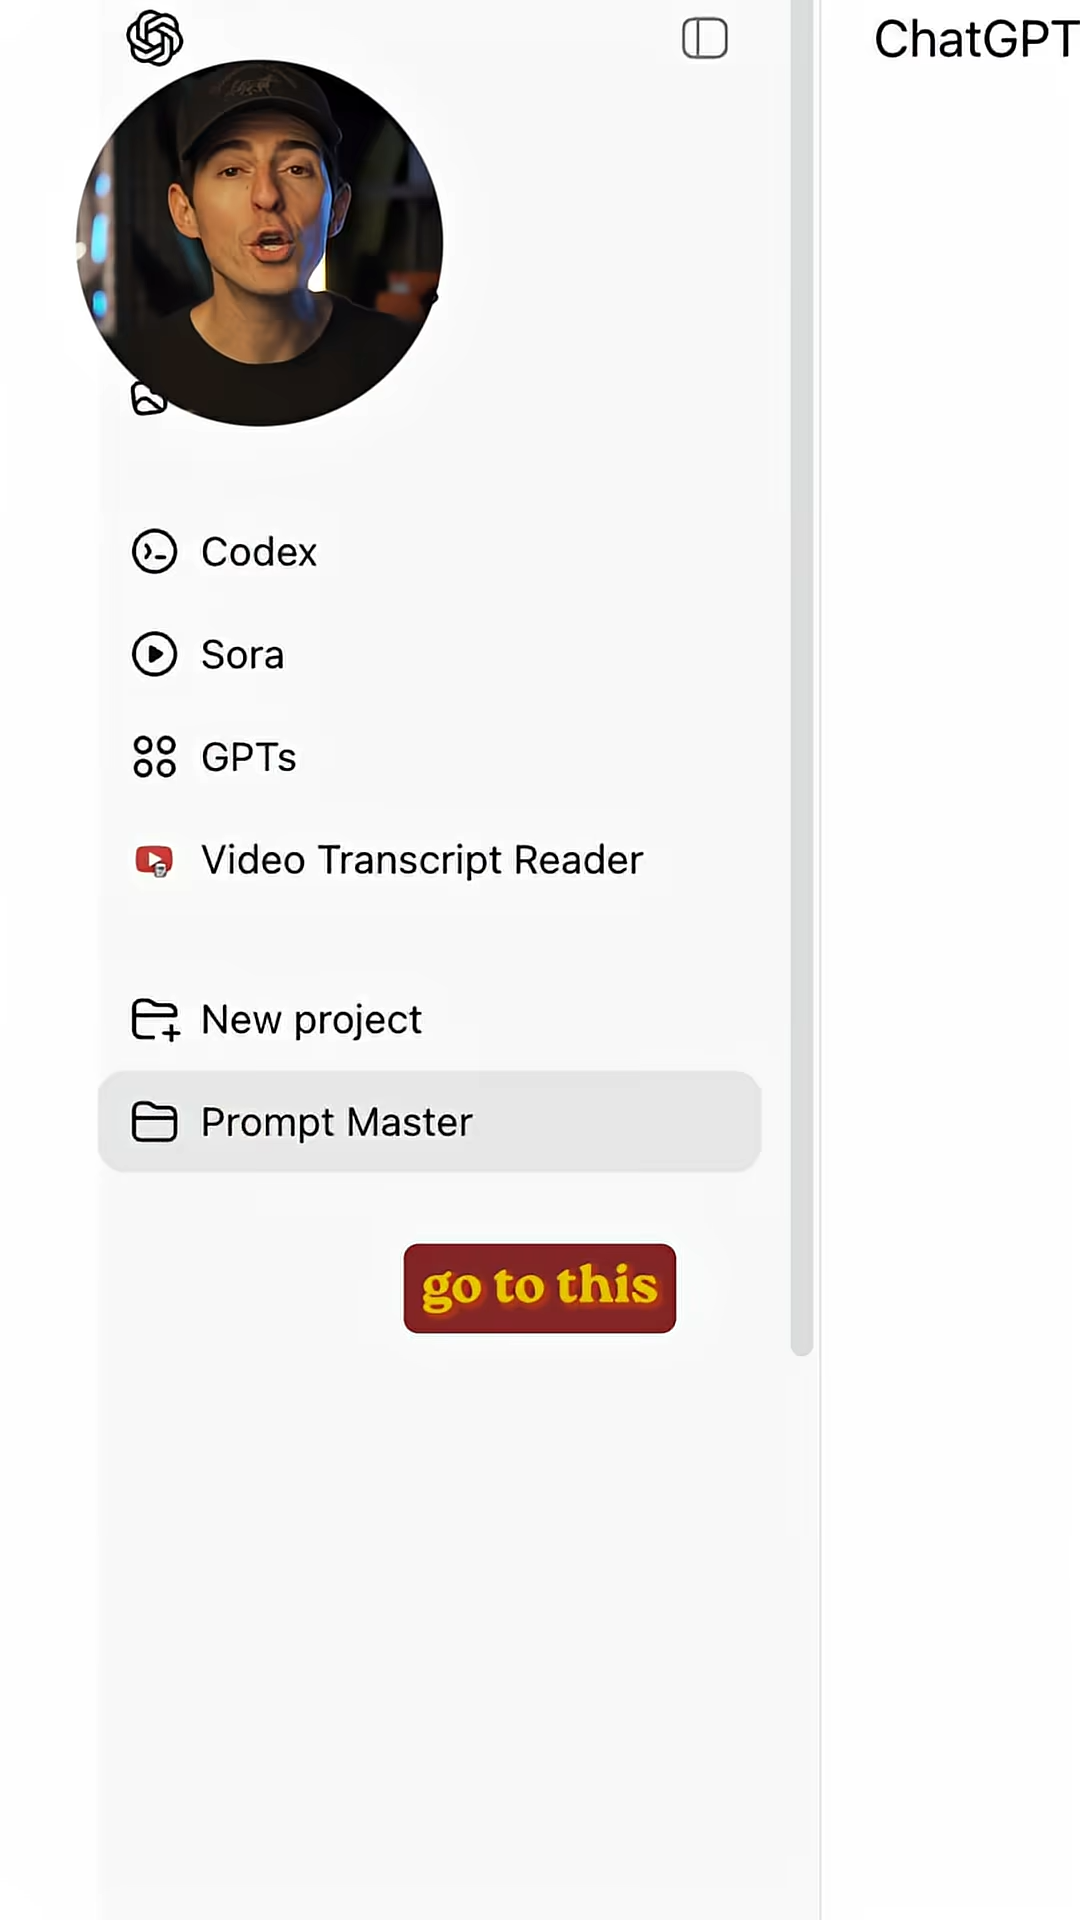 ChatGPT
Codex
Sora
GPTs
Video Transcript Reader
New project
Prompt Master
go to this